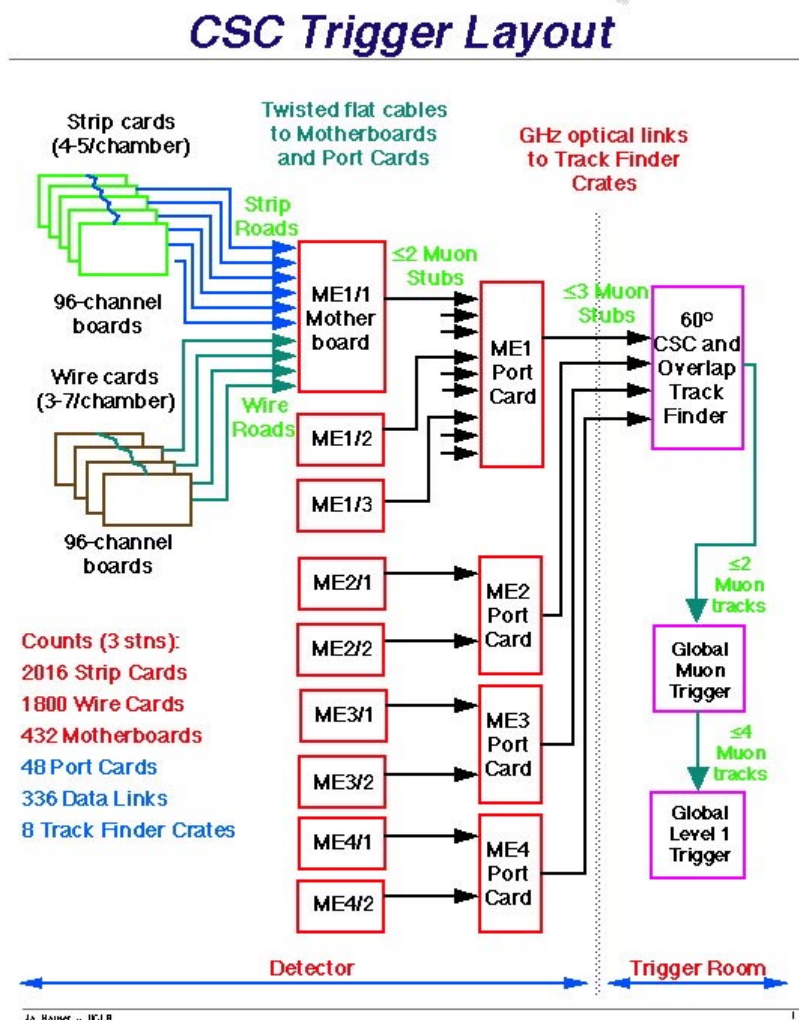 CSC Trigger Layout
Strip cards
(4-5/chamber)
Twisted flat cables
to Motherboards
and Port Cards
GHz optical links
to Track Finder
Crates
Strip
Roads
≤2 Muon
Stubs
≤3 Muon
Stubs
96-channel
boards
ME1/1
Mother
board
ME1
Port
Card
60º
CSC and
Overlap
Track
Finder
Wire cards
(3-7/chamber)
Wire
Roads
ME1/2
ME1/3
96-channel
boards
≤2
Muon
tracks
ME2/1
ME2/2
ME2
Port
Card
Global
Muon
Trigger
Counts (3 stns):
2016 Strip Cards
1800 Wire Cards
432 Motherboards
48 Port Cards
336 Data Links
8 Track Finder Crates
ME3/1
ME3/2
ME3
Port
Card
≤4
Muon
tracks
ME4/1
ME4/2
ME4
Port
Card
Global
Level 1
Trigger
Detector
Trigger Room
1